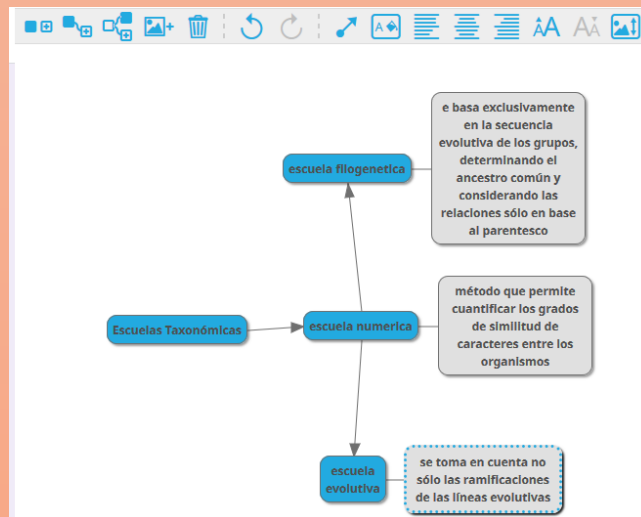 e basa exclusivamente
en la secuencia
evolutiva de los grupos,
determinando el
ancestro común y
considerando las
relaciones sólo en base
al parentesco
escuela filogenetica
método que permite
cuantificar los grados
de similitud de
caracteres entre los
organismos
Escuelas Taxonómicas
escuela numerica
escuela
evolutiva
se toma en cuenta no
sólo las ramificaciones
de las líneas evolutivas